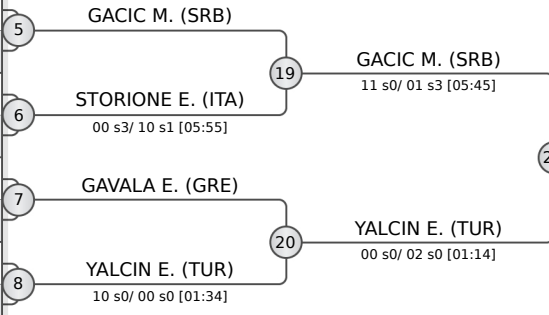 GACIC M. (SRB)
5
19
GACIC M. (SRB)
11 s0/ 01 s3 [05:45]
STORIONE E. (ITA)
6
00 s3/ 10 s1 [05:55]
GAVALA E. (GRE)
7
20
YALCIN E. (TUR)
00 s0/ 02 s0 [01:14]
YALCIN E. (TUR)
8
10 s0/ 00 s0 [01:34]